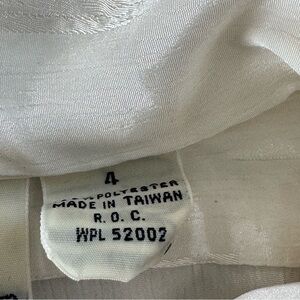 4
POLYESTER
MADE IN TAIWAN
R. O. C.
WPL 52002